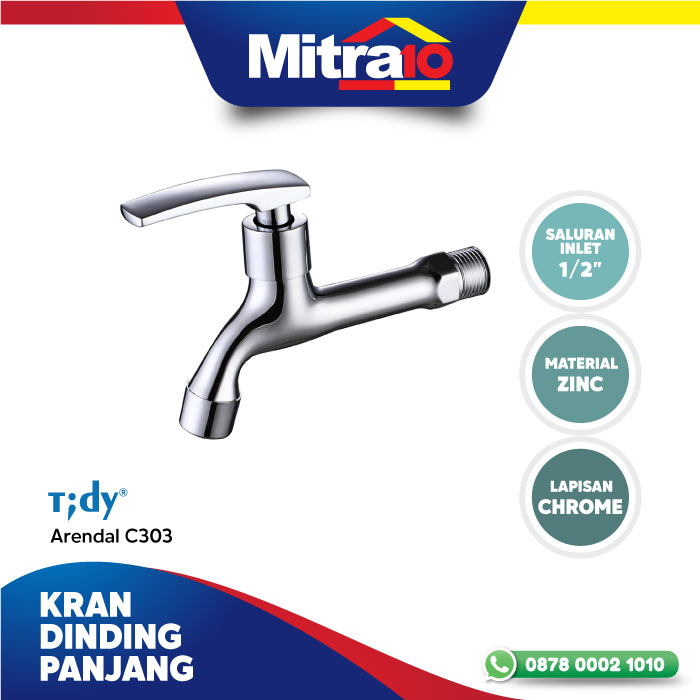 Mitra10
SALURAN
INLET
1/2"
MATERIAL
ZINC
LAPISAN
CHROME
Tidy®
Arendal C303
KRAN
DINDING
PANJANG
0878 0002 1010